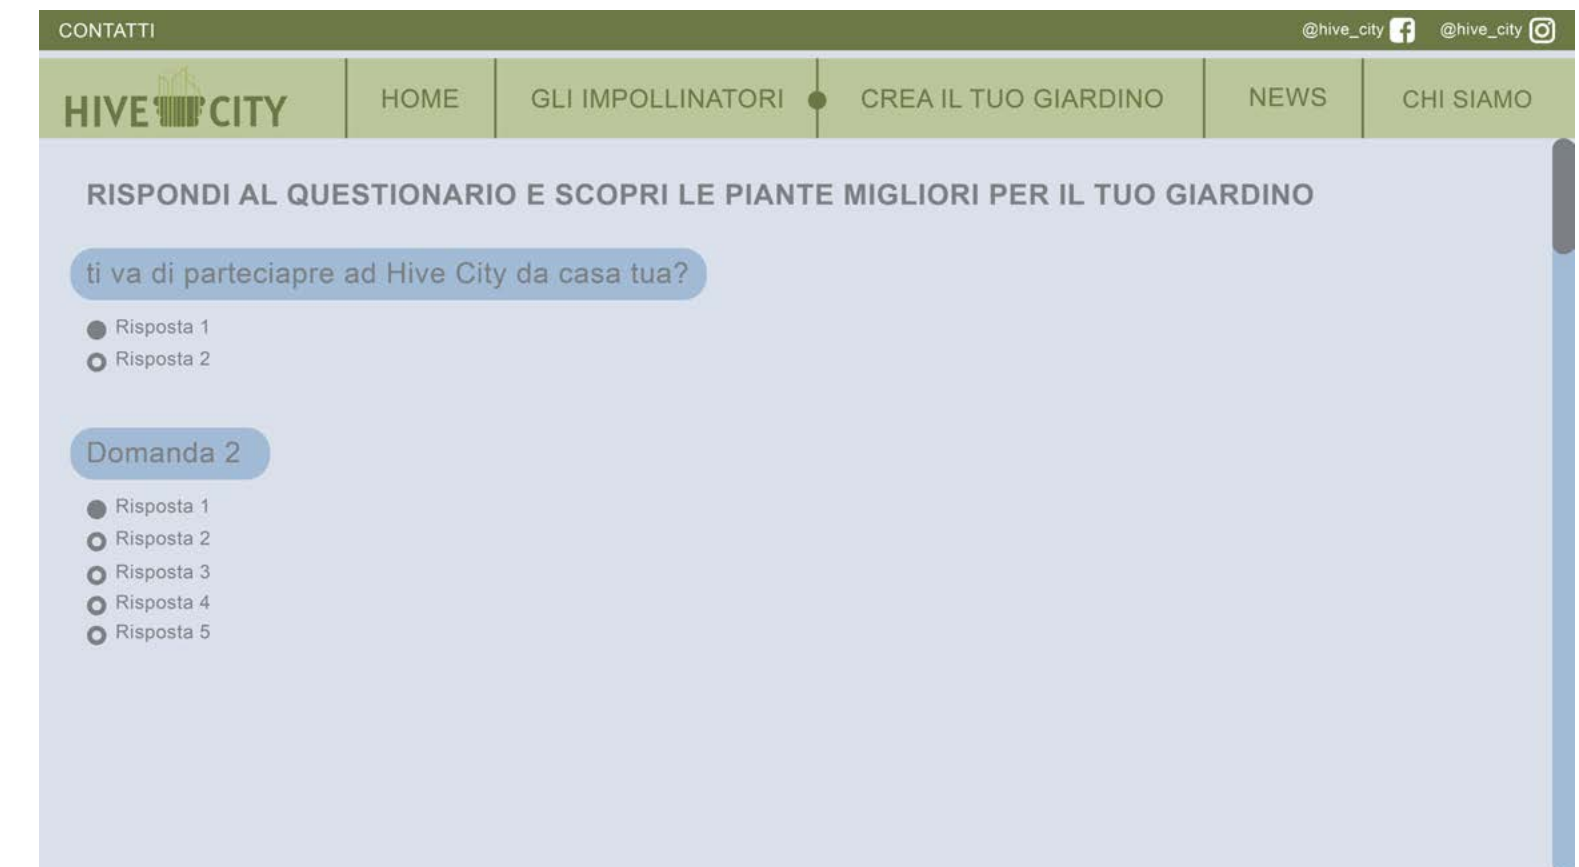 CONTATTI @hive_city @hive_city
HIVE CITY HOME GLI IMPOLLINATORI CREA IL TUO GIARDINO NEWS CHI SIAMO
RISPONDI AL QUESTIONARIO E SCOPRI LE PIANTE MIGLIORI PER IL TUO GIARDINO
ti va di parteciapre ad Hive City da casa tua?
Risposta 1
Risposta 2
Domanda 2
Risposta 1
Risposta 2
Risposta 3
Risposta 4
Risposta 5